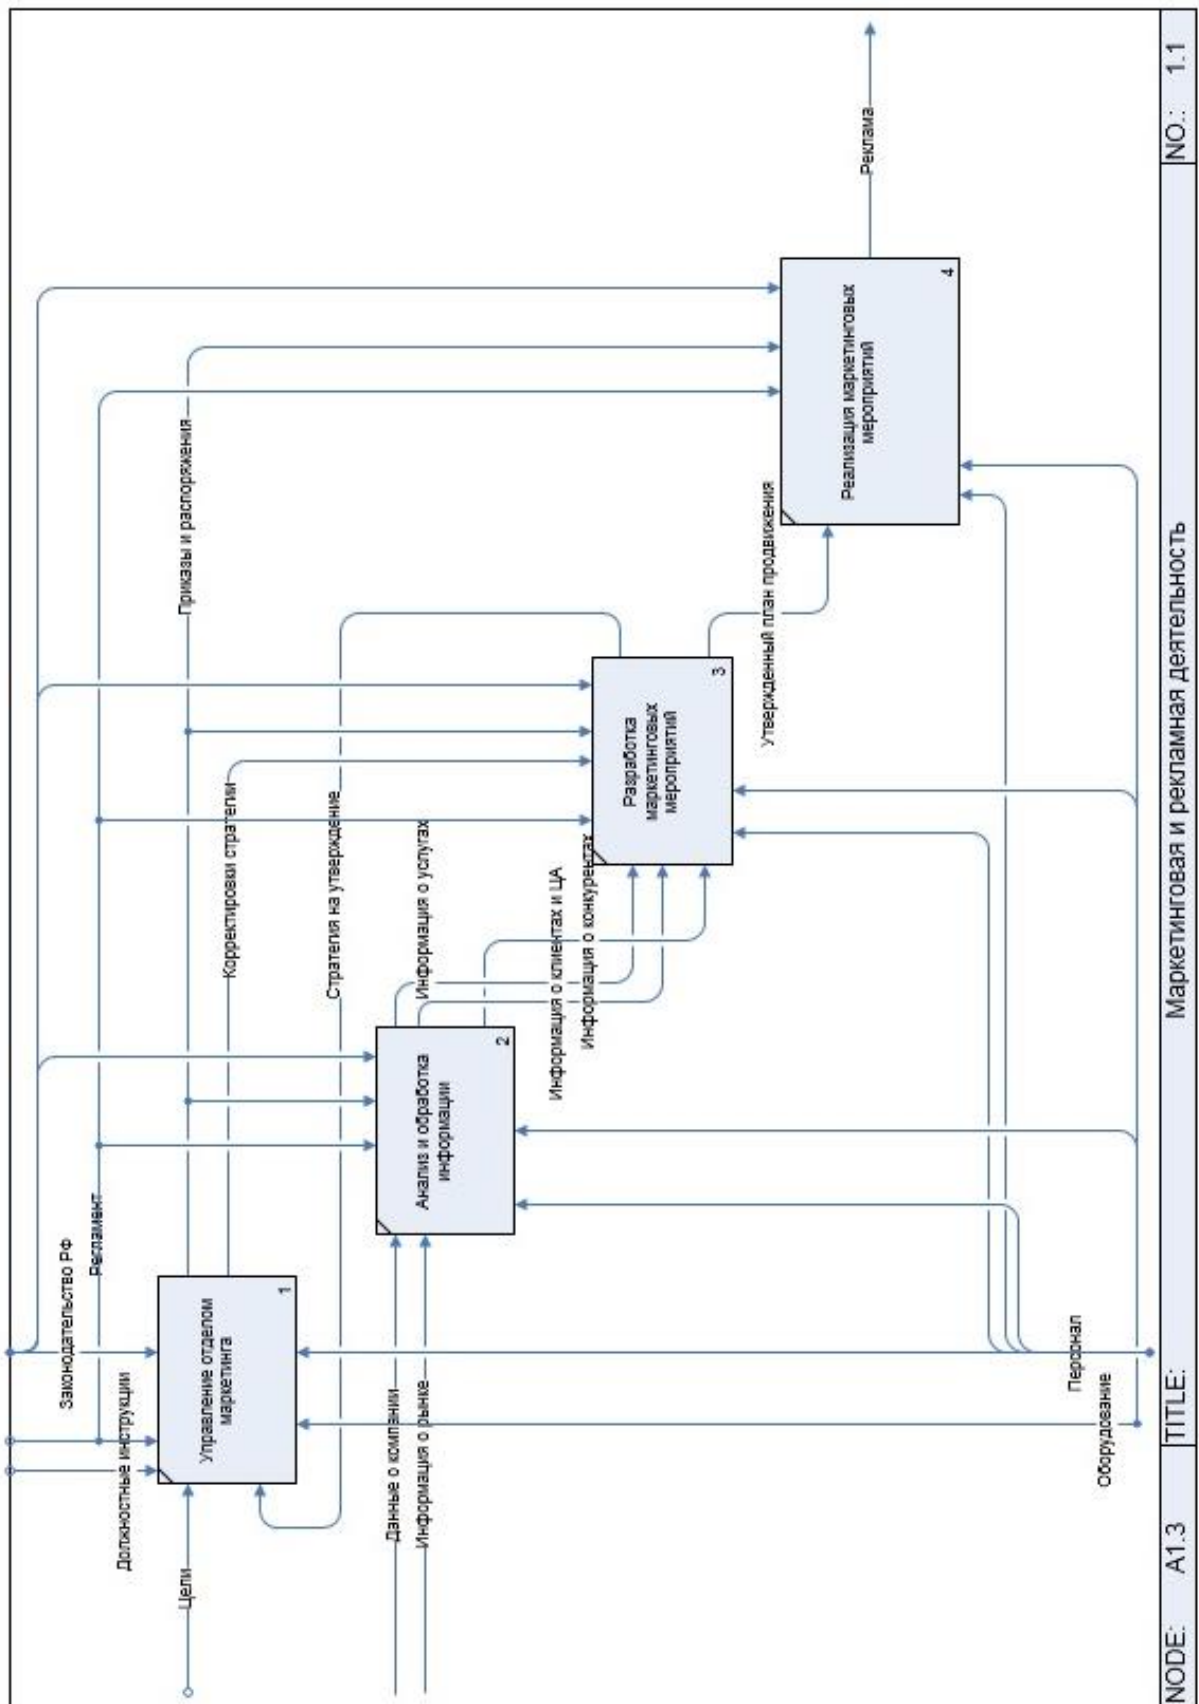 Законодательство РФ
Регламент
Должностные инструкции
Цели
Управление отделом
маркетинга
1
Приказы и распоряжения
Корректировки стратегии
Стратегия на утверждение
Данные о компании
Информация о рынке
Анализ и обработка
информации
2
Информация о услугах
Информация о клиентах и ЦА
Информация о конкурентах
Разработка
маркетинговых
мероприятий
3
Утвержденный план продвижения
Реализация маркетинговых
мероприятий
4
Реклама
Персонал
Оборудование
NODE: A1.3
TITLE: Маркетинговая и рекламная деятельность
NO.: 1.1